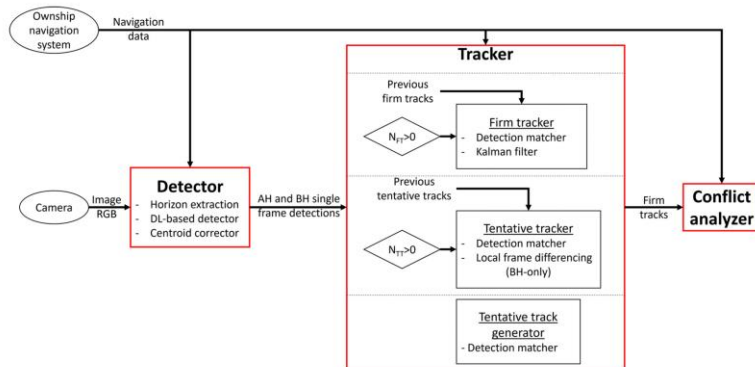 Ownship
navigation
system
Navigation
data
Tracker
Previous
firm tracks
N_FT>0
Firm tracker
- Detection matcher
- Kalman filter
Camera
Image
RGB
Detector
- Horizon extraction
- DL-based detector
- Centroid corrector
AH and BH single
frame detections
Previous
tentative tracks
N_TT>0
Tentative tracker
- Detection matcher
- Local frame differencing
(BH-only)
Tentative track
generator
- Detection matcher
Firm
tracks
Conflict
analyzer